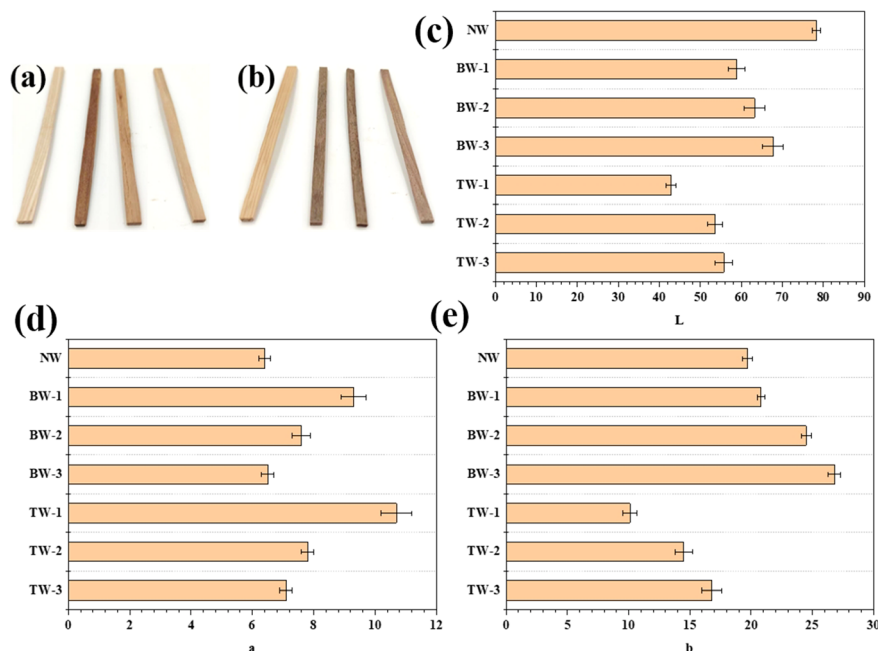 (a)
(b)
(c)
NW
BW-1
BW-2
BW-3
TW-1
TW-2
TW-3
0 10 20 30 40 50 60 70 80 90
L
(d)
NW
BW-1
BW-2
BW-3
TW-1
TW-2
TW-3
0 2 4 6 8 10 12
a
(e)
NW
BW-1
BW-2
BW-3
TW-1
TW-2
TW-3
0 5 10 15 20 25 30
b